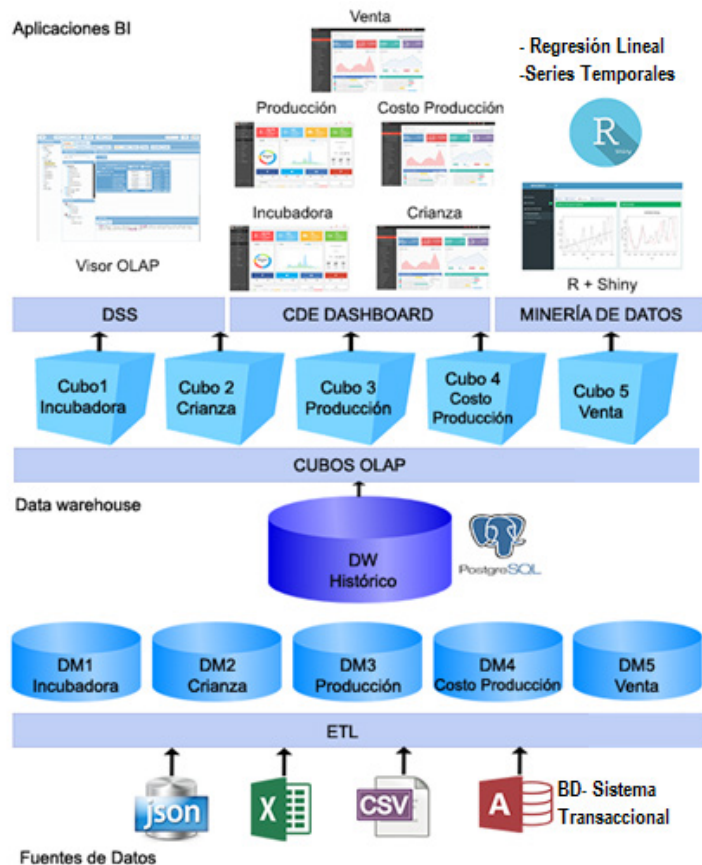 Aplicaciones BI
Venta
- Regresión Lineal
-Series Temporales
Producción
Costo Producción
R
Shiny
Incubadora
Crianza
Visor OLAP
R + Shiny
DSS
CDE DASHBOARD
MINERÍA DE DATOS
Cubo1
Incubadora
Cubo 2
Crianza
Cubo 3
Producción
Cubo 4
Costo
Producción
Cubo 5
Venta
CUBOS OLAP
Data warehouse
DW
Histórico
PostgreSQL
DM1
Incubadora
DM2
Crianza
DM3
Producción
DM4
Costo Producción
DM5
Venta
ETL
json
X
CSV
A
BD- Sistema
Transaccional
Fuentes de Datos